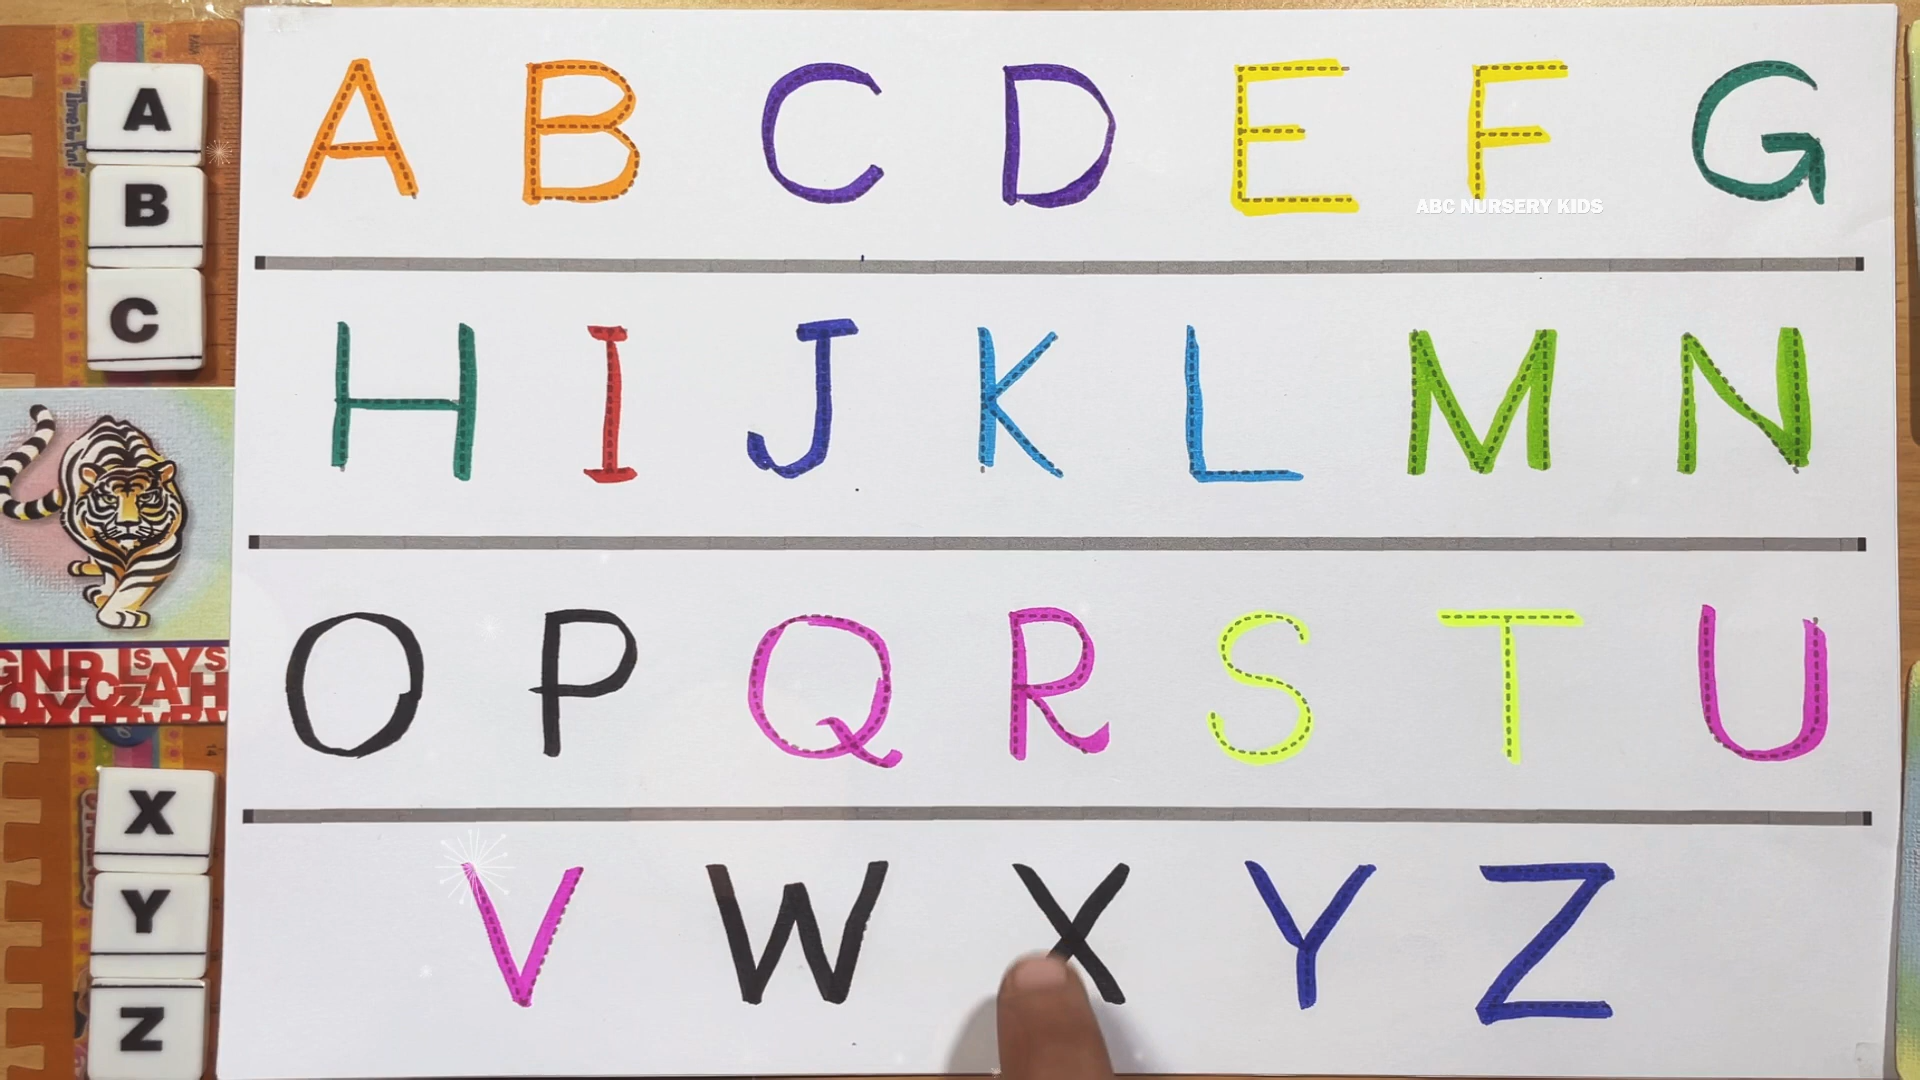 A B C D E F G
ABC NURSERY KIDS
H I J K L M N
O P Q R S T U
V W X Y Z
A
B
C
X
Y
Z